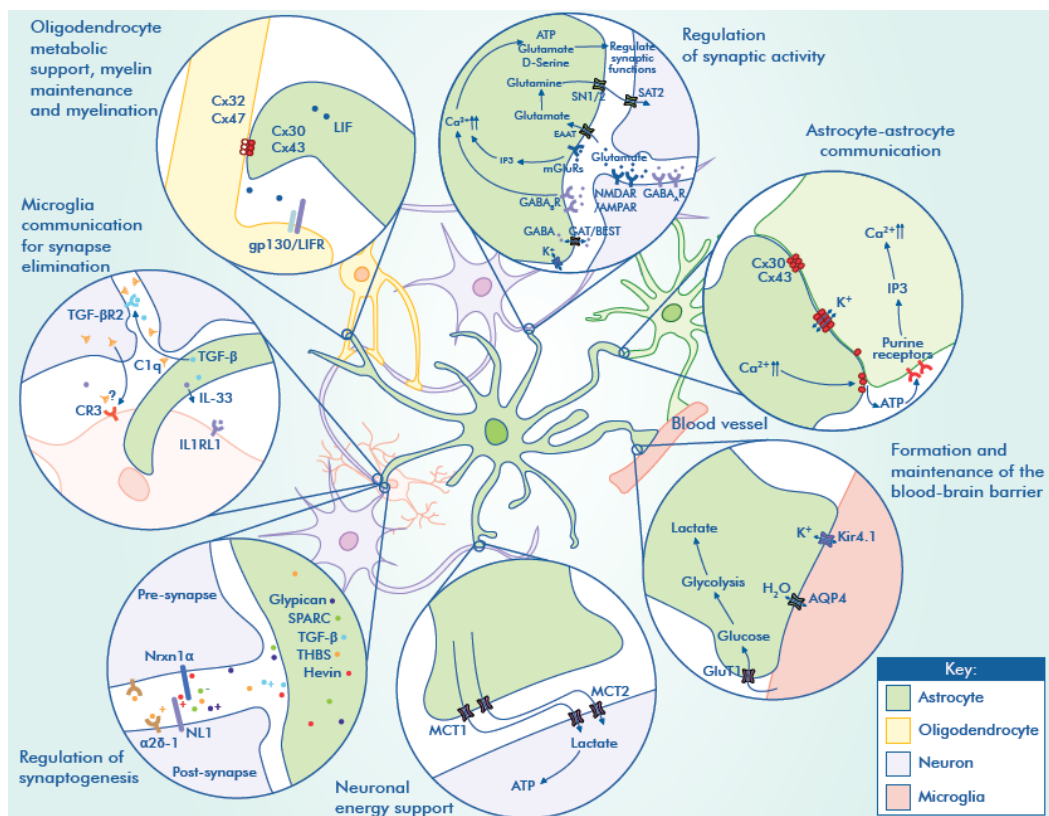 Oligodendrocyte
metabolic
support, myelin
maintenance
and myelination
Cx32
Cx47
Cx30
Cx43
LIF
gp130/LIFR
Regulation
of synaptic activity
ATP
Glutamate
D-Serine
Regulate
synaptic
functions
Glutamine
SN1/2
SAT2
Ca²⁺⇈
Glutamate
EAAT
IP3
mGluRs
Glutamate
GABA_BR
NMDAR
/AMPAR
GABA_AR
GABA
GAT/BEST
K⁺
Astrocyte-astrocyte
communication
Ca²⁺⇈
Cx30
Cx43
IP3
K⁺
Purine
receptors
Ca²⁺⇈
ATP
Microglia
communication
for synapse
elimination
TGF-βR2
C1q
TGF-β
IL-33
?
CR3
IL1RL1
Blood vessel
Formation and
maintenance of the
blood-brain barrier
Lactate
K⁺
Kir4.1
Glycolysis
H₂O
AQP4
Glucose
GluT1
Pre-synapse
Glypican
SPARC
TGF-β
THBS
Hevin
Nrxn1α
+
-
+
+
+
+
NL1
α2δ-1
Post-synapse
Regulation of
synaptogenesis
MCT1
MCT2
Lactate
ATP
Neuronal
energy support
Key:
Astrocyte
Oligodendrocyte
Neuron
Microglia